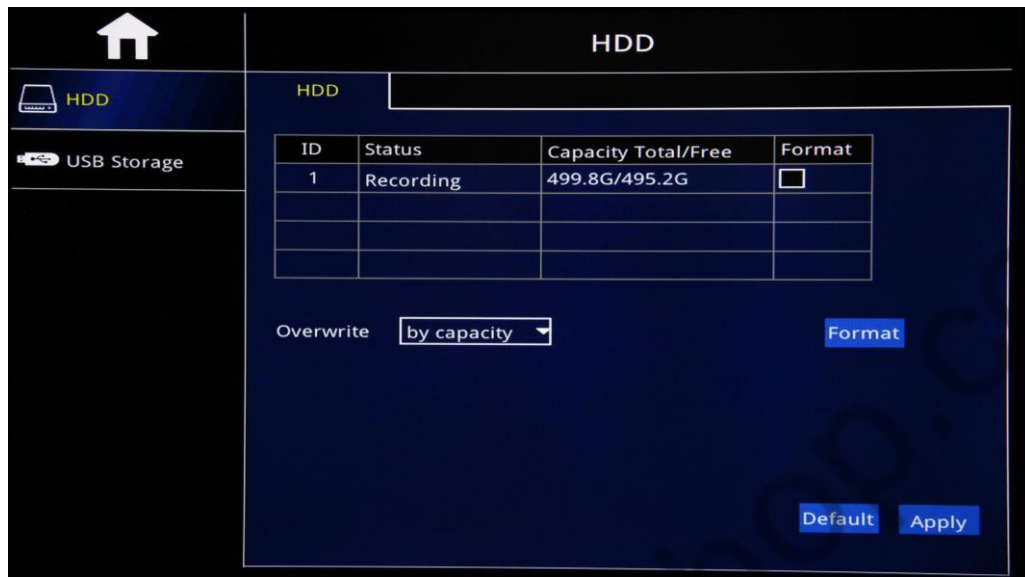 HDD
HDD
USB Storage
HDD
ID Status Capacity Total/Free Format
1 Recording 499.8G/495.2G
Overwrite by capacity
Format
Default Apply